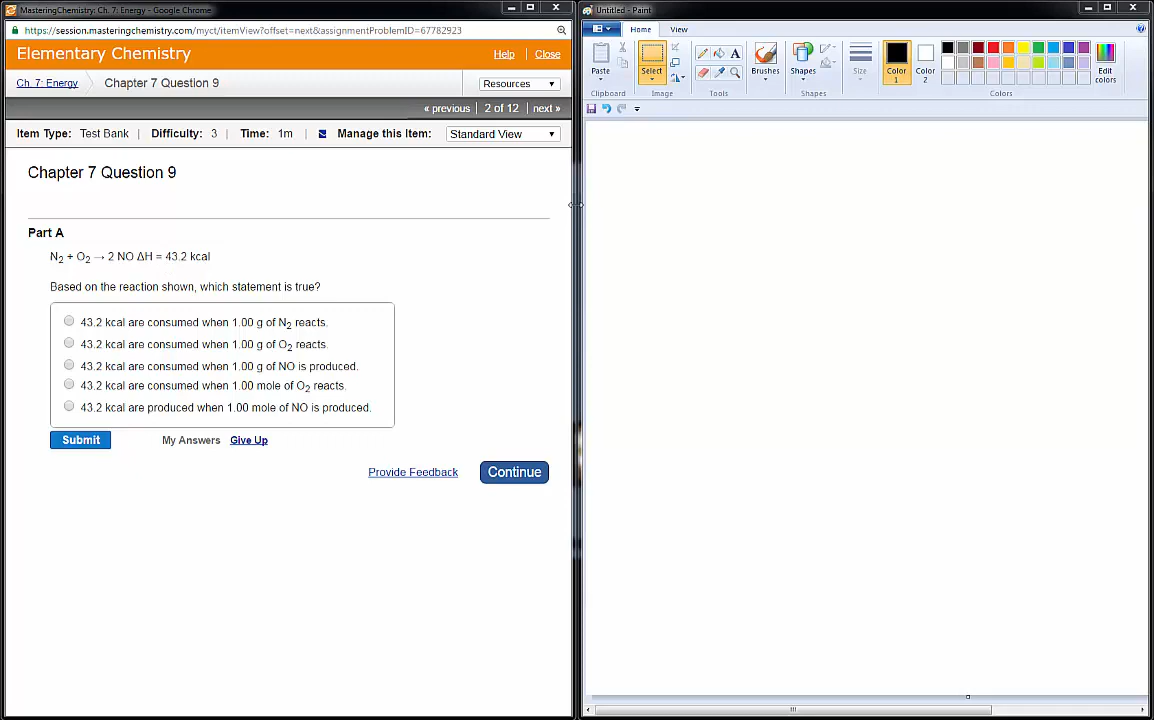 MasteringChemistry: Ch. 7: Energy - Google Chrome
https://session.masteringchemistry.com/myct/itemView?offset=next&assignmentProblemID=67782923
Elementary Chemistry
Help
Close
Ch. 7: Energy
Chapter 7 Question 9
Resources
« previous
2 of 12
next »
Item Type: Test Bank | Difficulty: 3 | Time: 1m | Manage this Item: Standard View
Chapter 7 Question 9
Part A
N₂ + O₂ → 2 NO ΔH = 43.2 kcal
Based on the reaction shown, which statement is true?
43.2 kcal are consumed when 1.00 g of N₂ reacts.
43.2 kcal are consumed when 1.00 g of O₂ reacts.
43.2 kcal are consumed when 1.00 g of NO is produced.
43.2 kcal are consumed when 1.00 mole of O₂ reacts.
43.2 kcal are produced when 1.00 mole of NO is produced.
Submit
My Answers
Give Up
Provide Feedback
Continue
Untitled - Paint
Home
View
Paste
Select
Brushes
Shapes
Size
Color 1
Color 2
Edit colors
Clipboard
Image
Tools
Shapes
Colors